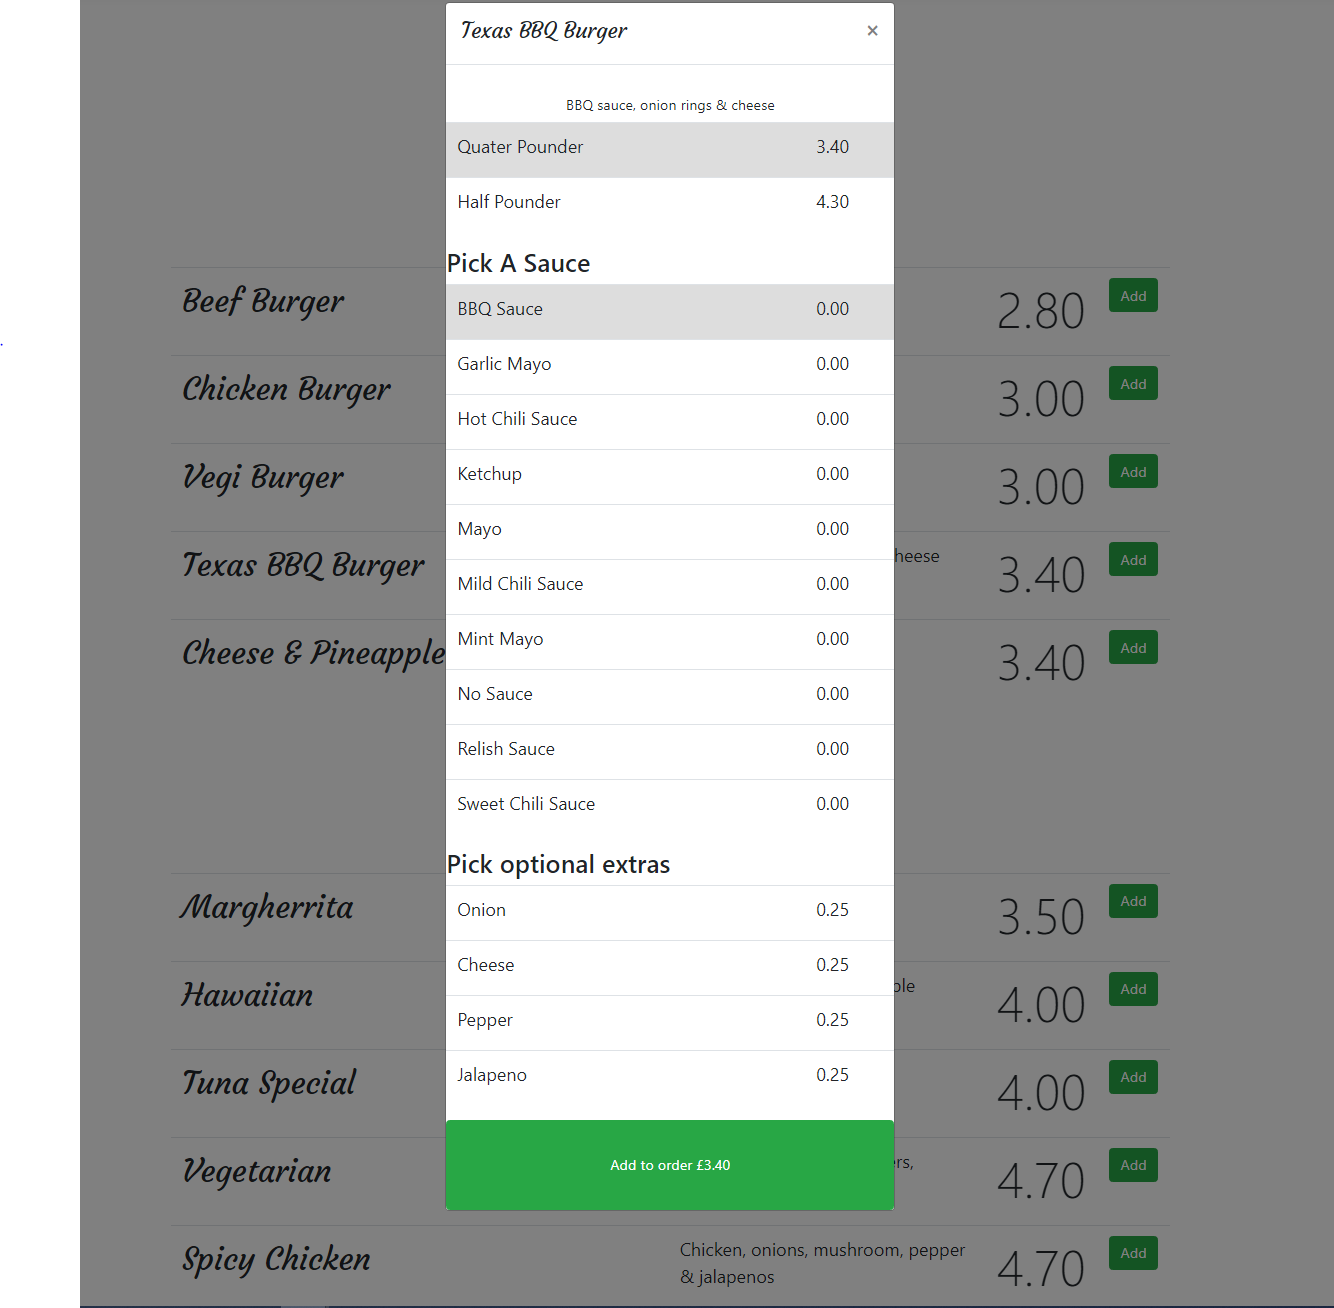 Texas BBQ Burger ×
BBQ sauce, onion rings & cheese
Quater Pounder 3.40
Half Pounder 4.30
Pick A Sauce
BBQ Sauce 0.00
Garlic Mayo 0.00
Hot Chili Sauce 0.00
Ketchup 0.00
Mayo 0.00
Mild Chili Sauce 0.00
Mint Mayo 0.00
No Sauce 0.00
Relish Sauce 0.00
Sweet Chili Sauce 0.00
Pick optional extras
Onion 0.25
Cheese 0.25
Pepper 0.25
Jalapeno 0.25
Add to order £3.40
Beef Burger 2.80 Add
Chicken Burger 3.00 Add
Vegi Burger 3.00 Add
Texas BBQ Burger heese 3.40 Add
Cheese & Pineapple 3.40 Add
Margherrita 3.50 Add
Hawaiian ple 4.00 Add
Tuna Special 4.00 Add
Vegetarian rs, 4.70 Add
Spicy Chicken Chicken, onions, mushroom, pepper 4.70 Add
& jalapenos